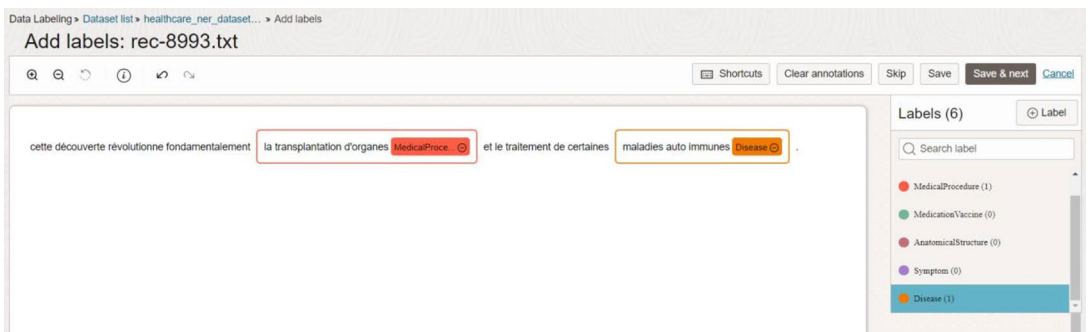 Data Labeling » Dataset list » healthcare_ner_dataset... » Add labels
Add labels: rec-8993.txt
Shortcuts Clear annotations Skip Save Save & next Cancel
cette découverte révolutionne fondamentalement la transplantation d'organes MedicalProce... et le traitement de certaines maladies auto immunes Disease .
Labels (6) Label
Search label
MedicalProcedure (1)
MedicationVaccine (0)
AnatomicalStructure (0)
Symptom (0)
Disease (1)